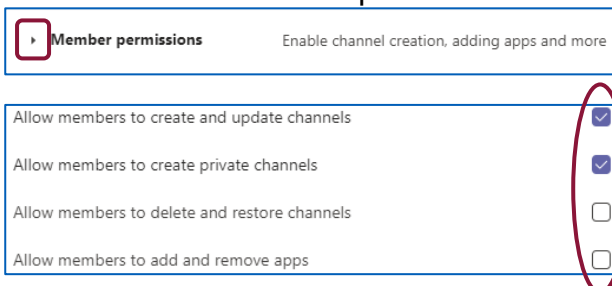 Member permissions Enable channel creation, adding apps and more
Allow members to create and update channels
Allow members to create private channels
Allow members to delete and restore channels
Allow members to add and remove apps